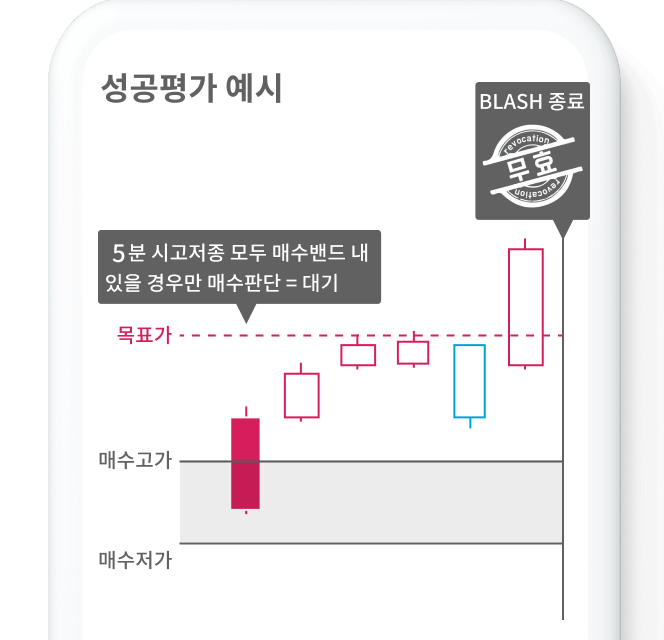 성공평가 예시
BLASH 종료
revocation
무효
revocation
5분 시고저종 모두 매수밴드 내
있을 경우만 매수판단 = 대기
목표가
매수고가
매수저가